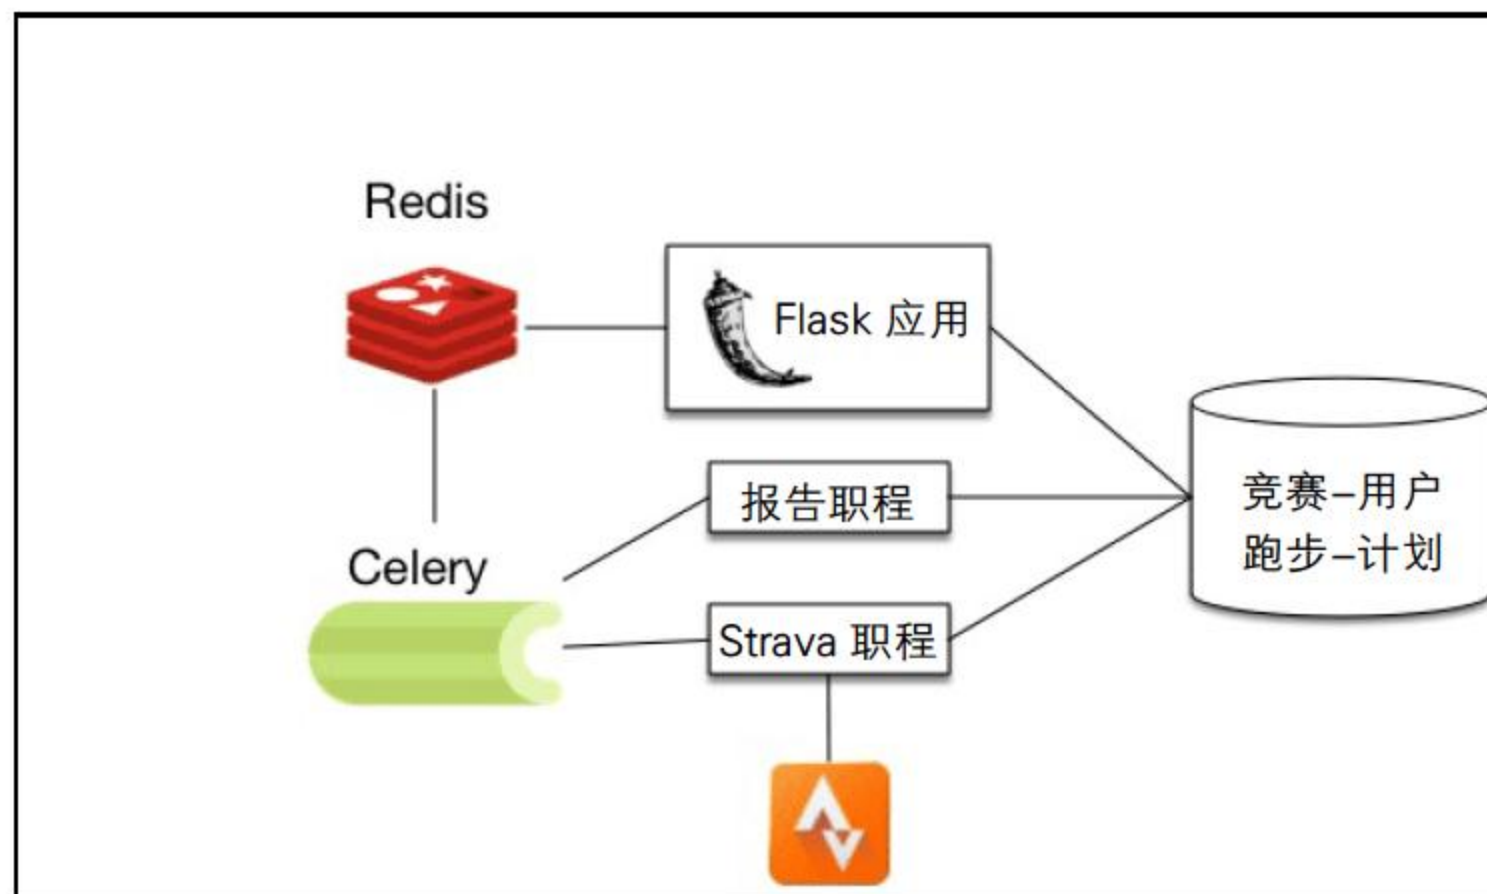 Redis
Flask 应用
报告职程
竞赛–用户
跑步–计划
Celery
Strava 职程